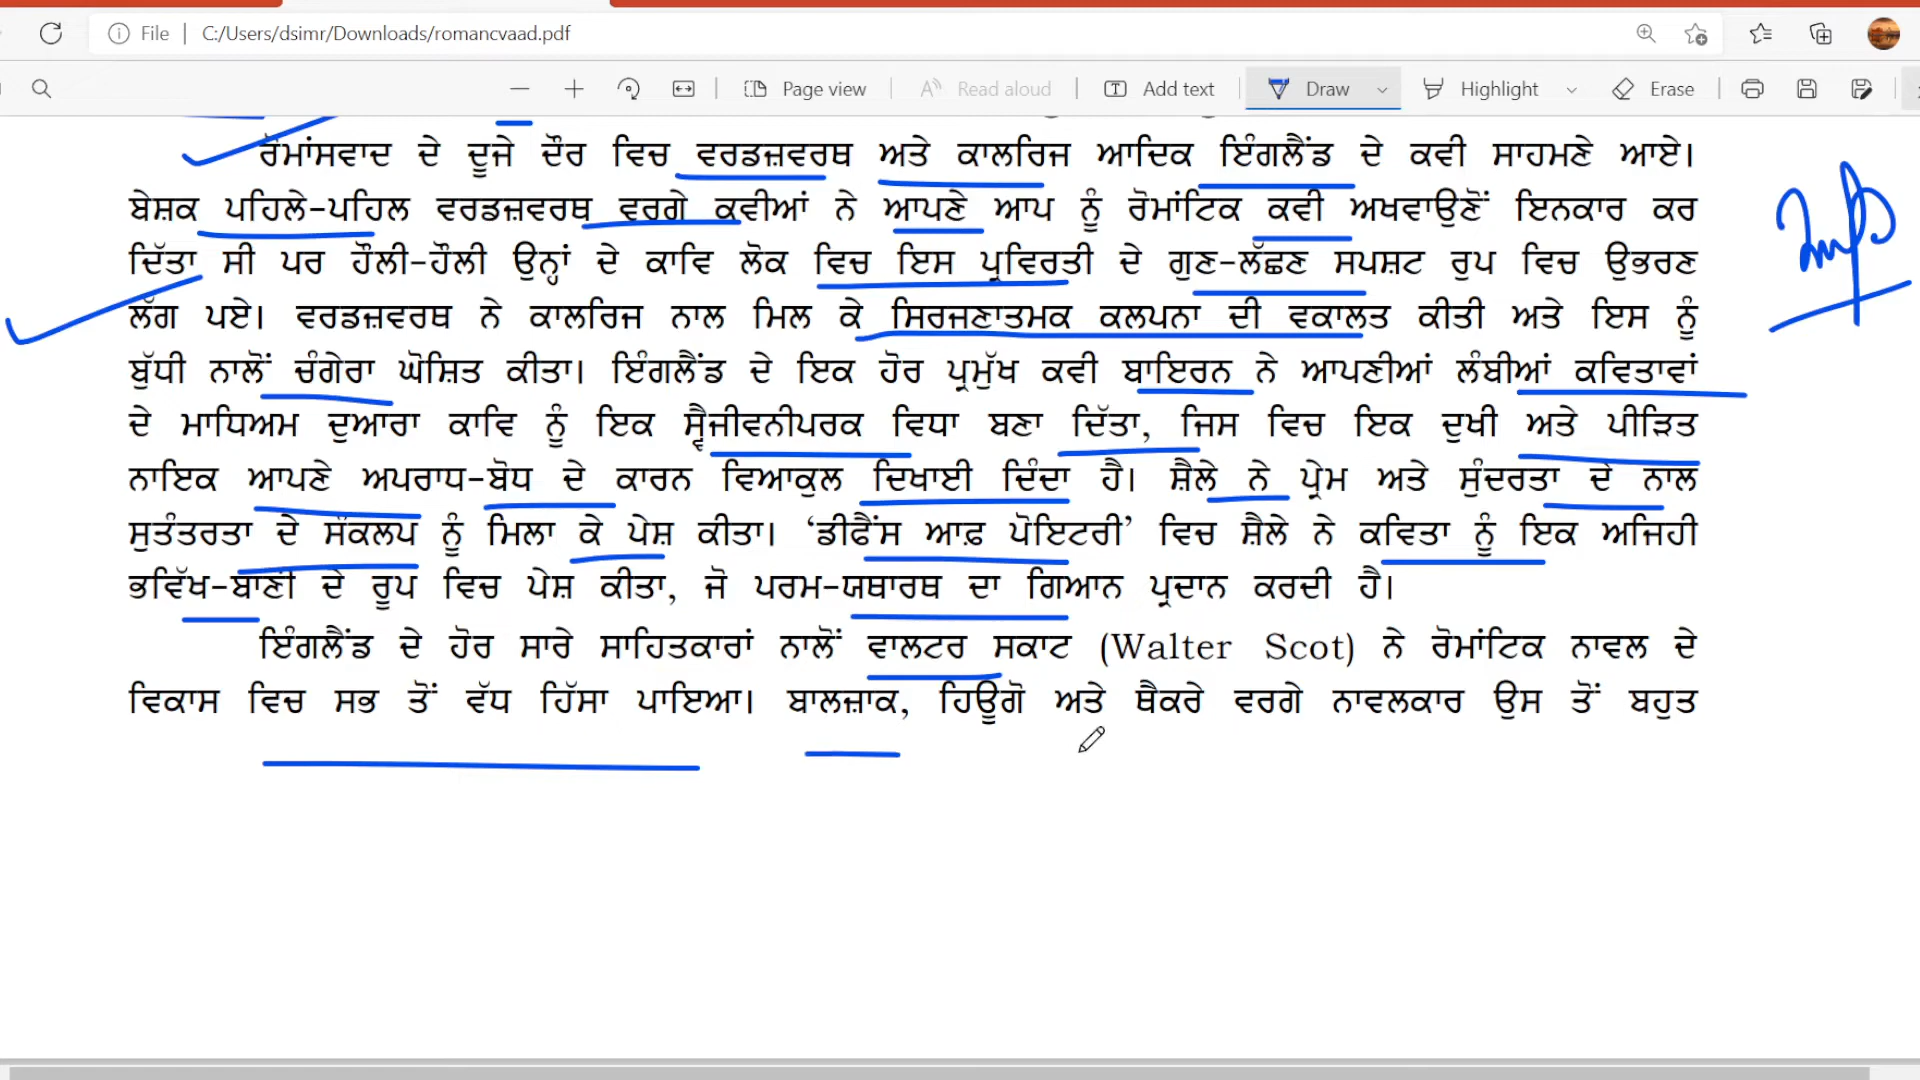 File | C:/Users/dsimr/Downloads/romancvaad.pdf
Page view Read aloud Add text Draw Highlight Erase
ਰੋਮਾਂਸਵਾਦ ਦੇ ਦੂਜੇ ਦੌਰ ਵਿਚ ਵਰਡਜ਼ਵਰਥ ਅਤੇ ਕਾਲਰਿਜ ਆਦਿਕ ਇੰਗਲੈਂਡ ਦੇ ਕਵੀ ਸਾਹਮਣੇ ਆਏ।
ਬੇਸ਼ਕ ਪਹਿਲੇ-ਪਹਿਲ ਵਰਡਜ਼ਵਰਥ ਵਰਗੇ ਕਵੀਆਂ ਨੇ ਆਪਣੇ ਆਪ ਨੂੰ ਰੋਮਾਂਟਿਕ ਕਵੀ ਅਖਵਾਉਣੋਂ ਇਨਕਾਰ ਕਰ
ਦਿੱਤਾ ਸੀ ਪਰ ਹੌਲੀ-ਹੌਲੀ ਉਨ੍ਹਾਂ ਦੇ ਕਾਵਿ ਲੋਕ ਵਿਚ ਇਸ ਪ੍ਰਵਿਰਤੀ ਦੇ ਗੁਣ-ਲੱਛਣ ਸਪਸ਼ਟ ਰੂਪ ਵਿਚ ਉਭਰਣ
ਲੱਗ ਪਏ। ਵਰਡਜ਼ਵਰਥ ਨੇ ਕਾਲਰਿਜ ਨਾਲ ਮਿਲ ਕੇ ਸਿਰਜਣਾਤਮਕ ਕਲਪਨਾ ਦੀ ਵਕਾਲਤ ਕੀਤੀ ਅਤੇ ਇਸ ਨੂੰ
ਬੁੱਧੀ ਨਾਲੋਂ ਚੰਗੇਰਾ ਘੋਸ਼ਿਤ ਕੀਤਾ। ਇੰਗਲੈਂਡ ਦੇ ਇਕ ਹੋਰ ਪ੍ਰਮੁੱਖ ਕਵੀ ਬਾਇਰਨ ਨੇ ਆਪਣੀਆਂ ਲੰਬੀਆਂ ਕਵਿਤਾਵਾਂ
ਦੇ ਮਾਧਿਅਮ ਦੁਆਰਾ ਕਾਵਿ ਨੂੰ ਇਕ ਸ੍ਵੈਜੀਵਨੀਪਰਕ ਵਿਧਾ ਬਣਾ ਦਿੱਤਾ, ਜਿਸ ਵਿਚ ਇਕ ਦੁਖੀ ਅਤੇ ਪੀੜਿਤ
ਨਾਇਕ ਆਪਣੇ ਅਪਰਾਧ-ਬੋਧ ਦੇ ਕਾਰਨ ਵਿਆਕੁਲ ਦਿਖਾਈ ਦਿੰਦਾ ਹੈ। ਸ਼ੈਲੇ ਨੇ ਪ੍ਰੇਮ ਅਤੇ ਸੁੰਦਰਤਾ ਦੇ ਨਾਲ
ਸੁਤੰਤਰਤਾ ਦੇ ਸੰਕਲਪ ਨੂੰ ਮਿਲਾ ਕੇ ਪੇਸ਼ ਕੀਤਾ। ‘ਡੀਫੈਂਸ ਆਫ਼ ਪੋਇਟਰੀ’ ਵਿਚ ਸ਼ੈਲੇ ਨੇ ਕਵਿਤਾ ਨੂੰ ਇਕ ਅਜਿਹੀ
ਭਵਿੱਖ-ਬਾਣੀ ਦੇ ਰੂਪ ਵਿਚ ਪੇਸ਼ ਕੀਤਾ, ਜੋ ਪਰਮ-ਯਥਾਰਥ ਦਾ ਗਿਆਨ ਪ੍ਰਦਾਨ ਕਰਦੀ ਹੈ।
ਇੰਗਲੈਂਡ ਦੇ ਹੋਰ ਸਾਰੇ ਸਾਹਿਤਕਾਰਾਂ ਨਾਲੋਂ ਵਾਲਟਰ ਸਕਾਟ (Walter Scot) ਨੇ ਰੋਮਾਂਟਿਕ ਨਾਵਲ ਦੇ
ਵਿਕਾਸ ਵਿਚ ਸਭ ਤੋਂ ਵੱਧ ਹਿੱਸਾ ਪਾਇਆ। ਬਾਲਜ਼ਾਕ, ਹਿਊਗੋ ਅਤੇ ਥੈਕਰੇ ਵਰਗੇ ਨਾਵਲਕਾਰ ਉਸ ਤੋਂ ਬਹੁਤ